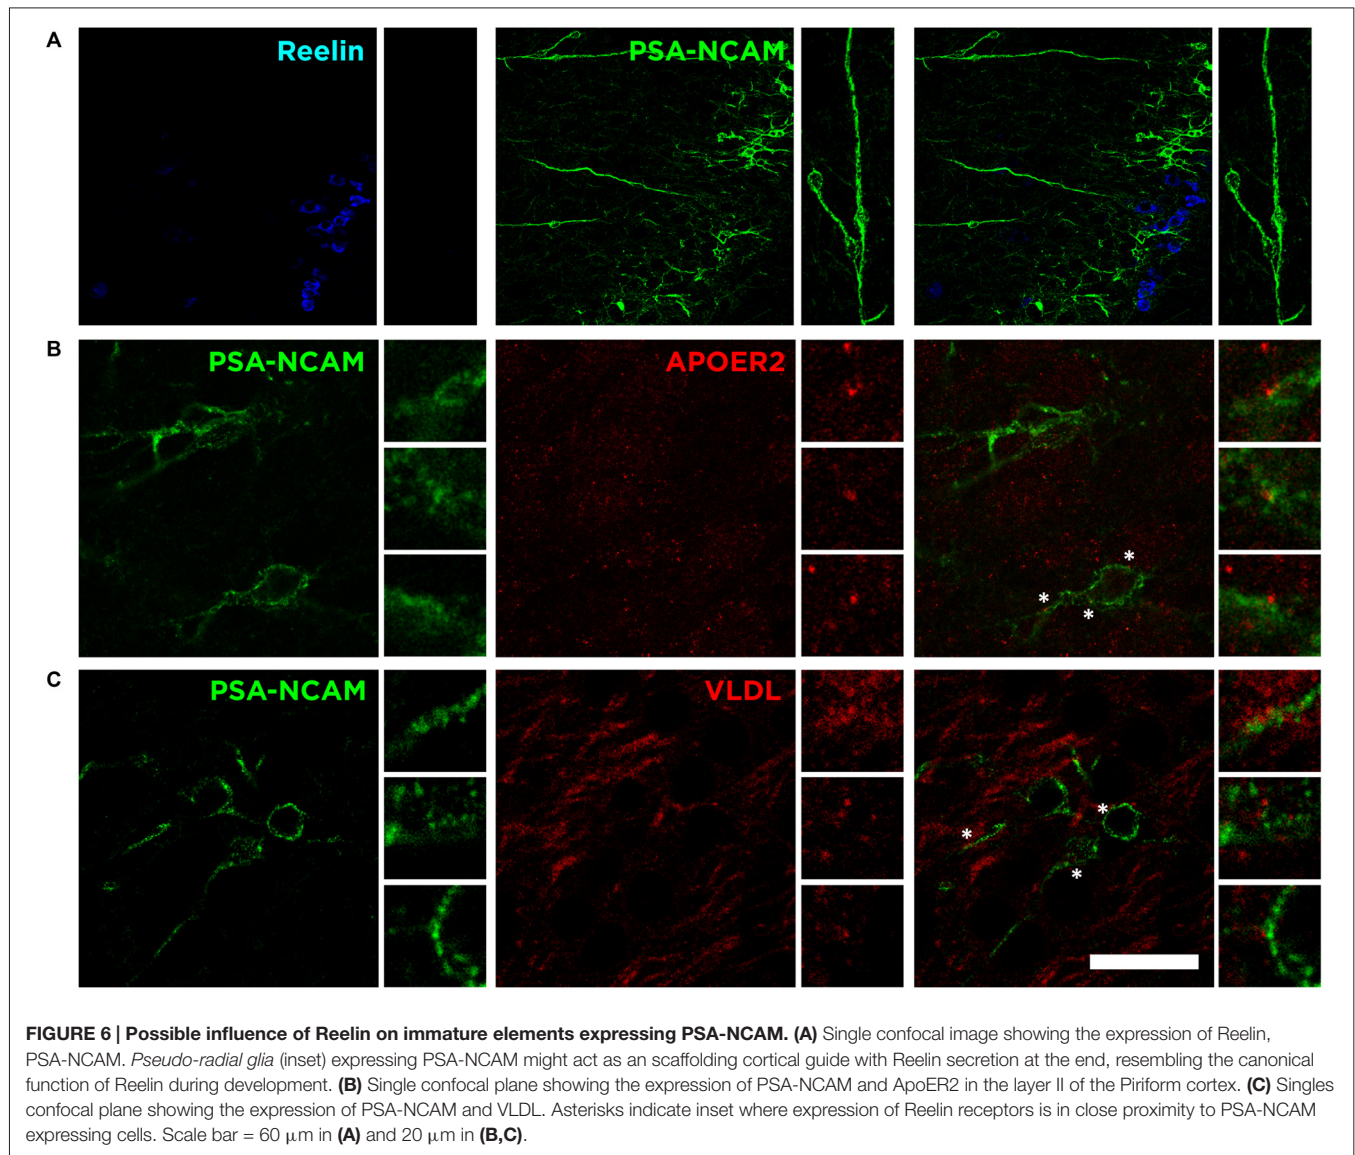 A
Reelin
PSA-NCAM
B
PSA-NCAM
APOER2
*
*
*
C
PSA-NCAM
VLDL
*
*
*
FIGURE 6 | Possible influence of Reelin on immature elements expressing PSA-NCAM. (A) Single confocal image showing the expression of Reelin,
PSA-NCAM. Pseudo-radial glia (inset) expressing PSA-NCAM might act as an scaffolding cortical guide with Reelin secretion at the end, resembling the canonical
function of Reelin during development. (B) Single confocal plane showing the expression of PSA-NCAM and ApoER2 in the layer II of the Piriform cortex. (C) Singles
confocal plane showing the expression of PSA-NCAM and VLDL. Asterisks indicate inset where expression of Reelin receptors is in close proximity to PSA-NCAM
expressing cells. Scale bar = 60 μm in (A) and 20 μm in (B,C).